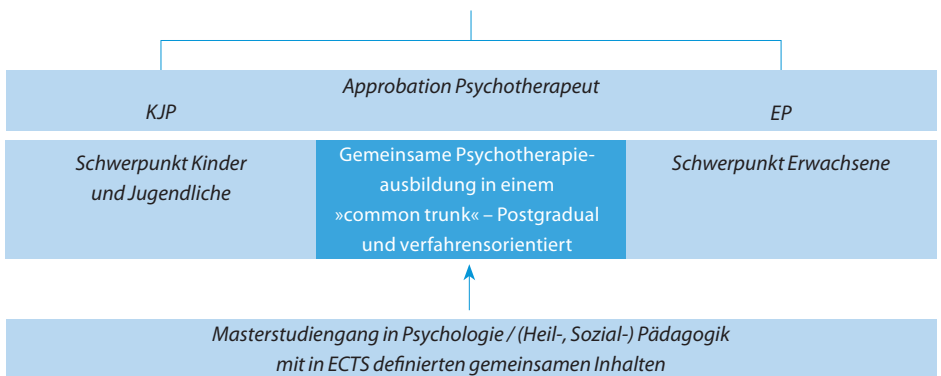 Approbation Psychotherapeut
KJP
EP
Schwerpunkt Kinder
und Jugendliche
Gemeinsame Psychotherapie-
ausbildung in einem
»common trunk« – Postgradual
und verfahrensorientiert
Schwerpunkt Erwachsene
Masterstudiengang in Psychologie / (Heil-, Sozial-) Pädagogik
mit in ECTS definierten gemeinsamen Inhalten